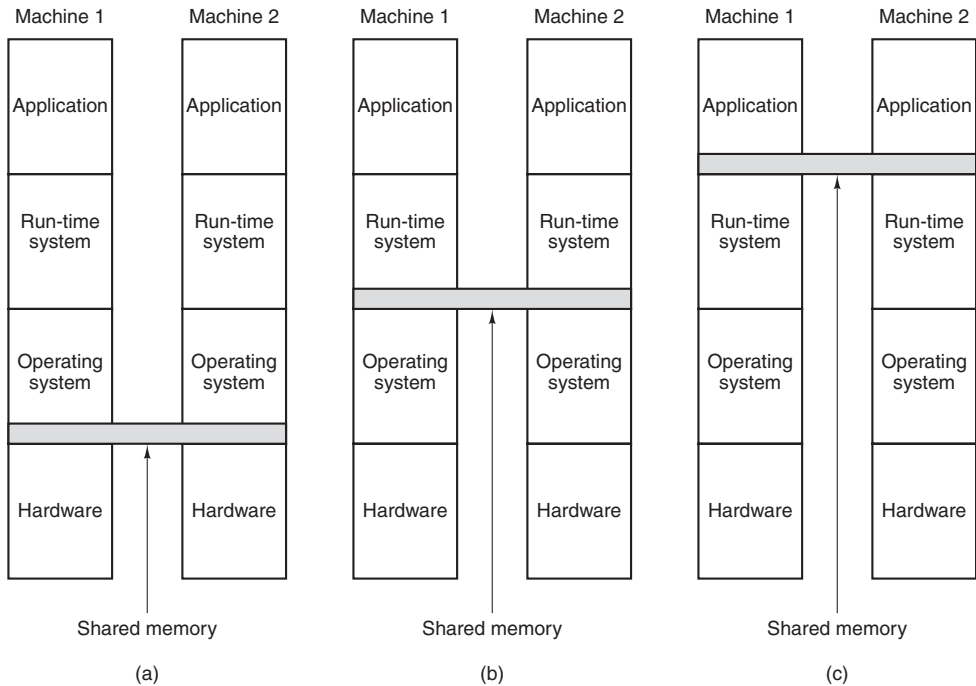 Machine 1 Machine 2 Machine 1 Machine 2 Machine 1 Machine 2
Application Application Application Application Application Application
Run-time Run-time Run-time Run-time Run-time Run-time
system system system system system system
Operating Operating Operating Operating Operating Operating
system system system system system system
Hardware Hardware Hardware Hardware Hardware Hardware
Shared memory Shared memory Shared memory
(a) (b) (c)